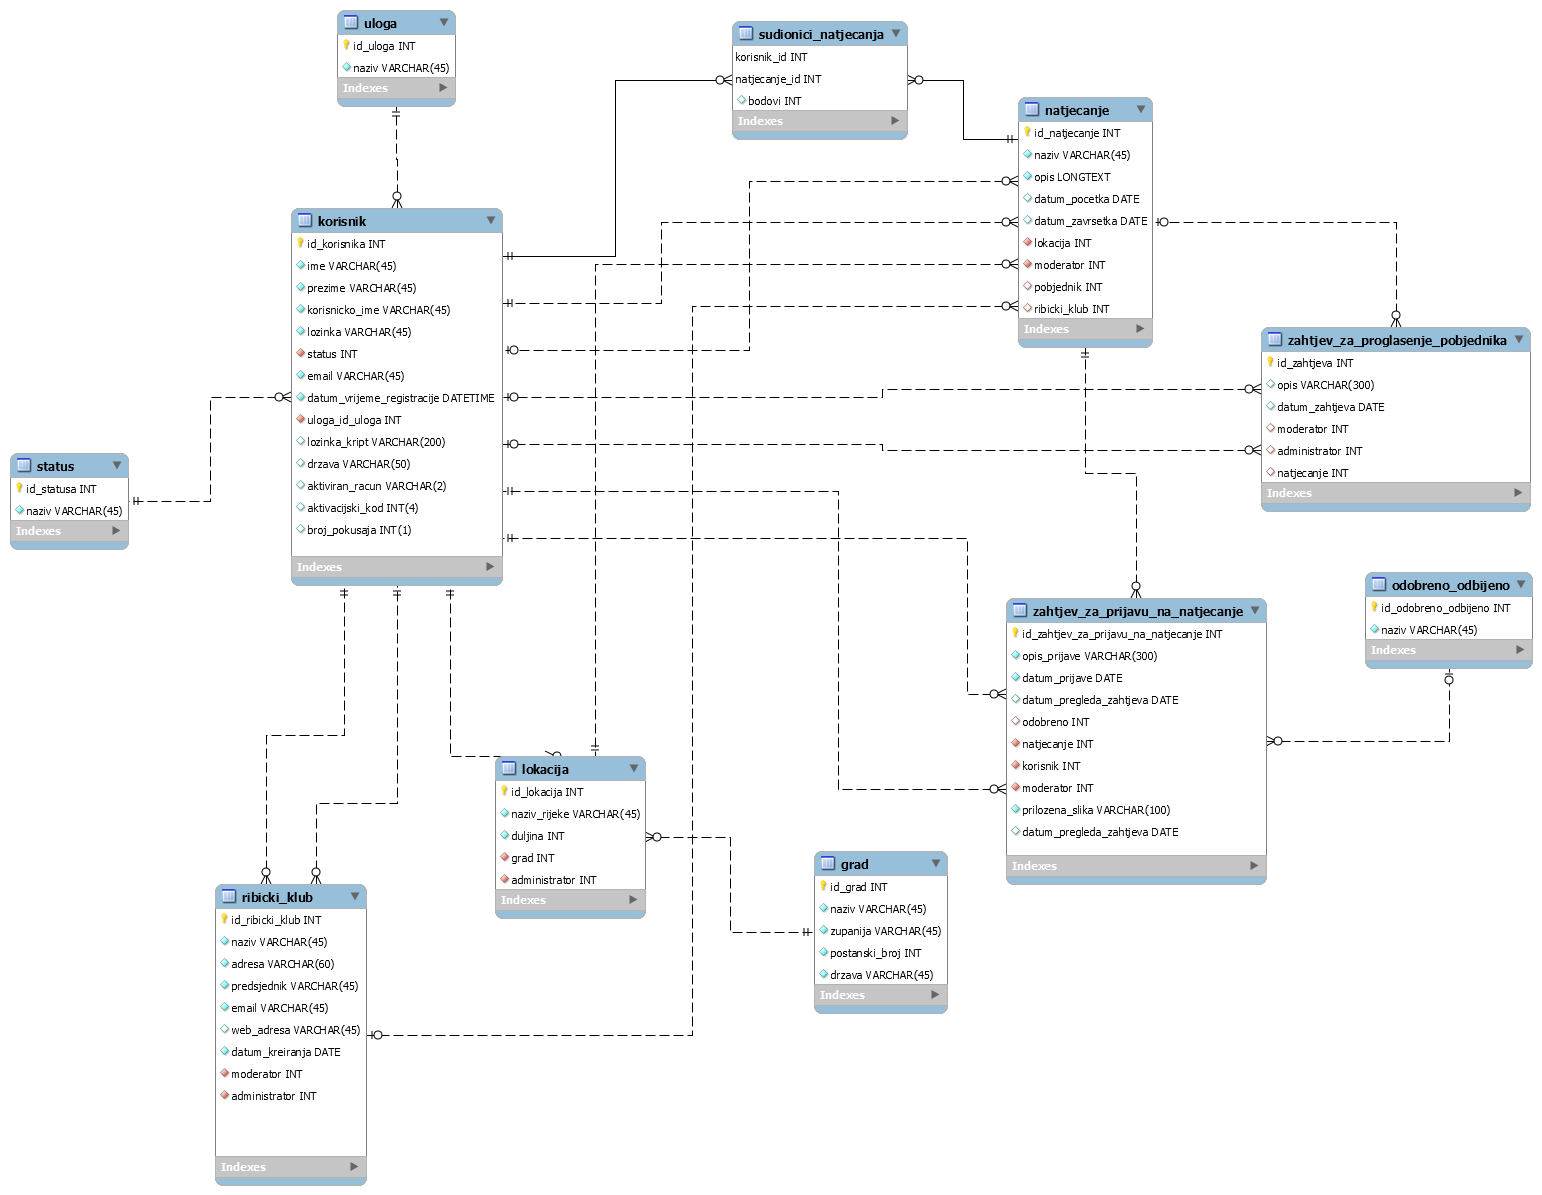 uloga
id_uloga INT
naziv VARCHAR(45)
Indexes
sudionici_natjecanja
korisnik_id INT
natjecanje_id INT
bodovi INT
Indexes
natjecanje
id_natjecanje INT
naziv VARCHAR(45)
opis LONGTEXT
datum_pocetka DATE
datum_zavrsetka DATE
lokacija INT
moderator INT
pobjednik INT
ribicki_klub INT
Indexes
korisnik
id_korisnika INT
ime VARCHAR(45)
prezime VARCHAR(45)
korisnicko_ime VARCHAR(45)
lozinka VARCHAR(45)
status INT
email VARCHAR(45)
datum_vrijeme_registracije DATETIME
uloga_id_uloga INT
lozinka_kript VARCHAR(200)
drzava VARCHAR(50)
aktiviran_racun VARCHAR(2)
aktivacijski_kod INT(4)
broj_pokusaja INT(1)
Indexes
zahtjev_za_proglasenje_pobjednika
id_zahtjeva INT
opis VARCHAR(300)
datum_zahtjeva DATE
moderator INT
administrator INT
natjecanje INT
Indexes
status
id_statusa INT
naziv VARCHAR(45)
Indexes
zahtjev_za_prijavu_na_natjecanje
id_zahtjev_za_prijavu_na_natjecanje INT
opis_prijave VARCHAR(300)
datum_prijave DATE
datum_pregleda_zahtjeva DATE
odobreno INT
natjecanje INT
korisnik INT
moderator INT
prilozena_slika VARCHAR(100)
datum_pregleda_zahtjeva DATE
Indexes
odobreno_odbijeno
id_odobreno_odbijeno INT
naziv VARCHAR(45)
Indexes
lokacija
id_lokacija INT
naziv_rijeke VARCHAR(45)
duljina INT
grad INT
administrator INT
Indexes
grad
id_grad INT
naziv VARCHAR(45)
zupanija VARCHAR(45)
postanski_broj INT
drzava VARCHAR(45)
Indexes
ribicki_klub
id_ribicki_klub INT
naziv VARCHAR(45)
adresa VARCHAR(60)
predsjednik VARCHAR(45)
email VARCHAR(45)
web_adresa VARCHAR(45)
datum_kreiranja DATE
moderator INT
administrator INT
Indexes